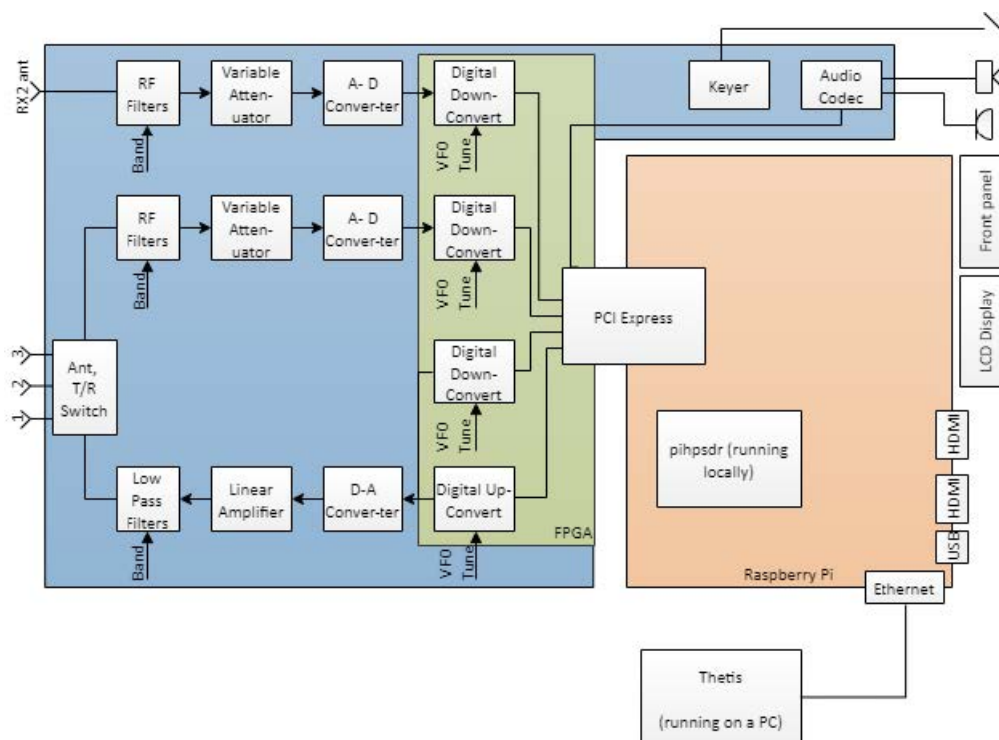 RX2 ant
RF
Filters
Variable
Atten-
uator
A- D
Conver-ter
Digital
Down-
Convert
Keyer
Audio
Codec
Band
VFO
Tune
RF
Filters
Variable
Atten-
uator
A- D
Conver-ter
Digital
Down-
Convert
Front panel
Band
VFO
Tune
PCI Express
LCD Display
3
2
1
Ant,
T/R
Switch
Digital
Down-
Convert
VFO
Tune
pihpsdr (running
locally)
HDMI
HDMI
USB
Low
Pass
Filters
Linear
Amplifier
D-A
Conver-ter
Digital Up-
Convert
FPGA
Band
VFO
Tune
Raspberry Pi
Ethernet
Thetis
(running on a PC)